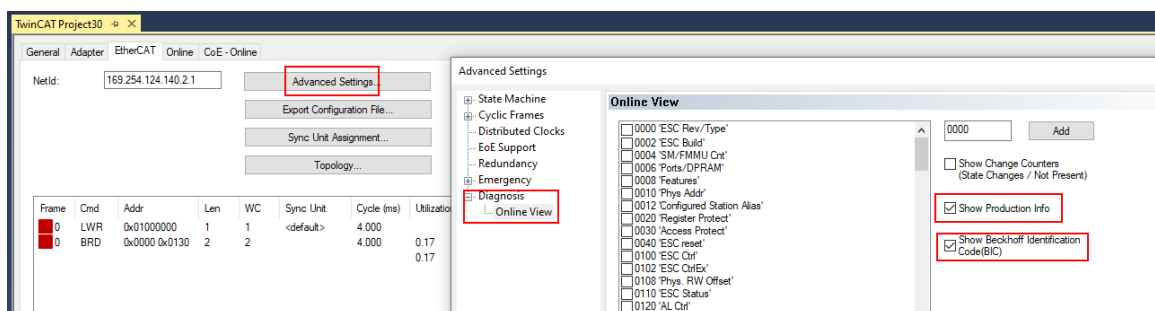 TwinCAT Project30
General Adapter EtherCAT Online CoE - Online
NetId: 169.254.124.140.2.1
Advanced Settings...
Export Configuration File...
Sync Unit Assignment...
Topology...
Frame Cmd Addr Len WC Sync Unit Cycle (ms) Utilizatio
0 LWR 0x01000000 1 1 <default> 4.000
0 BRD 0x0000 0x0130 2 2 4.000 0.17
0.17
Advanced Settings
State Machine
Cyclic Frames
Distributed Clocks
EoE Support
Redundancy
Emergency
Diagnosis
Online View
Online View
0000 'ESC Rev/Type'
0002 'ESC Build'
0004 'SM/FMMU Cnt'
0006 'Ports/DPRAM'
0008 'Features'
0010 'Phys Addr'
0012 'Configured Station Alias'
0020 'Register Protect'
0030 'Access Protect'
0040 'ESC reset'
0100 'ESC Ctrl'
0102 'ESC CtrlEx'
0108 'Phys. RW Offset'
0110 'ESC Status'
0120 'AL Ctrl'
0000 Add
Show Change Counters
(State Changes / Not Present)
Show Production Info
Show Beckhoff Identification
Code(BIC)